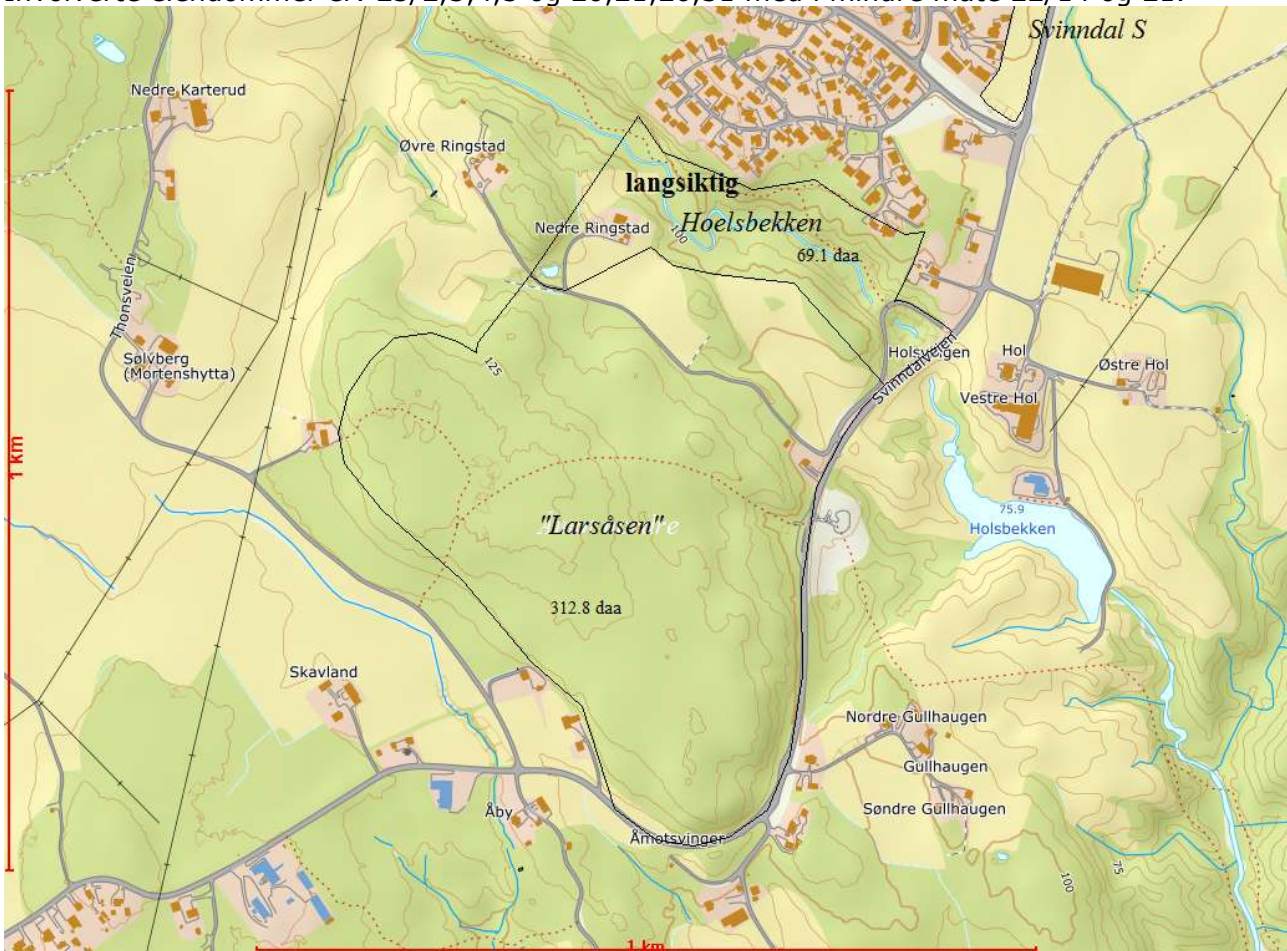 Svinndal S
Nedre Karterud
Øvre Ringstad
langsiktig
Nedre Ringstad
Hoelsbekken
100
69.1 daa
Thonsveien
Sølvberg
(Mortenshytta)
125
Holsveigen
Hol
Østre Hol
Svinndalveien
Vestre Hol
1 km
75.9
Holsbekken
"Larsåsen"
312.8 daa
Skavland
Nordre Gullhaugen
Gullhaugen
Søndre Gullhaugen
Åby
Åmotsvinger
75
100
1 km